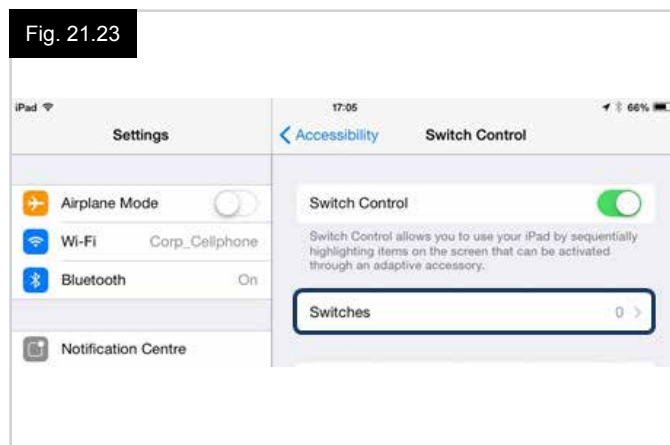 Fig. 21.23
iPad 17:05 66%
Settings
Accessibility Switch Control
Airplane Mode
Wi-Fi Corp_Cellphone
Bluetooth On
Notification Centre
Switch Control
Switch Control allows you to use your iPad by sequentially
highlighting items on the screen that can be activated
through an adaptive accessory.
Switches 0